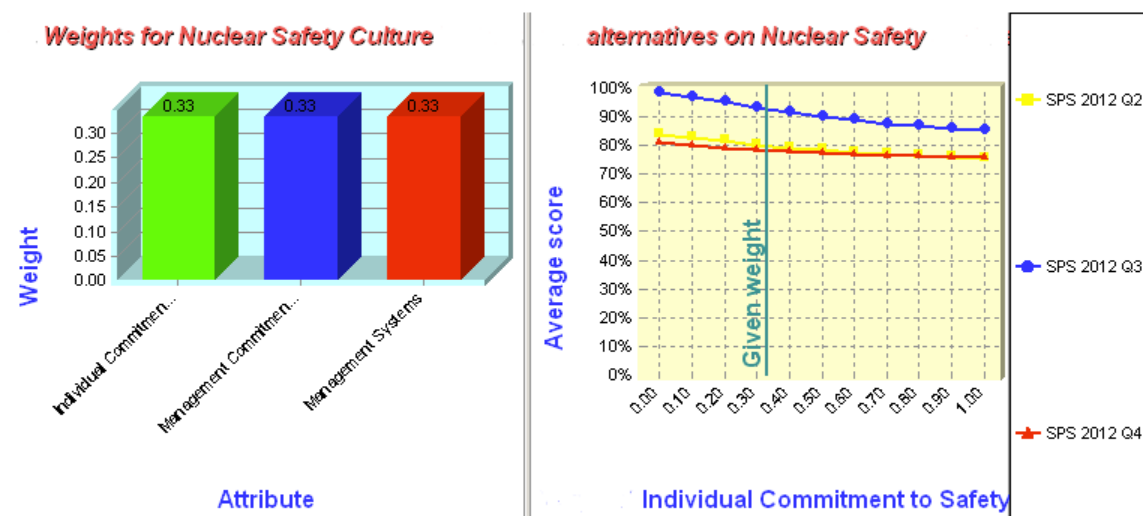 Weights for Nuclear Safety Culture
0.33 0.33 0.33
0.30
0.25
0.20
0.15
0.10
0.05
0.00
Weight
Individual Commitmen...
Management Commitmen...
Management Systems
Attribute
alternatives on Nuclear Safety
100%
90%
80%
70%
60%
50%
40%
30%
20%
10%
0%
Average score
Given weight
0.00 0.10 0.20 0.30 0.40 0.50 0.60 0.70 0.80 0.90 1.00
Individual Commitment to Safety
SPS 2012 Q2
SPS 2012 Q3
SPS 2012 Q4